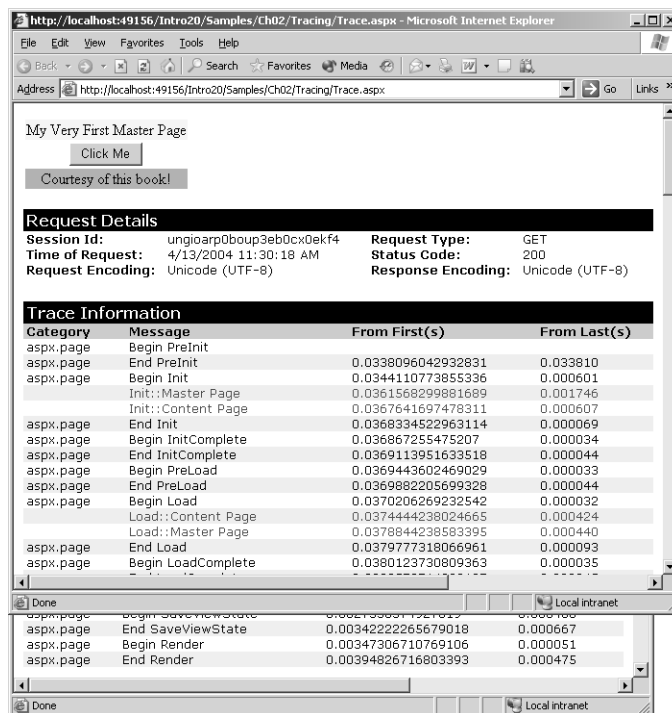 http://localhost:49156/Intro20/Samples/Ch02/Tracing/Trace.aspx - Microsoft Internet Explorer
File Edit View Favorites Tools Help
Back Search Favorites Media
Address http://localhost:49156/Intro20/Samples/Ch02/Tracing/Trace.aspx Go Links »
My Very First Master Page
Click Me
Courtesy of this book!
Request Details
Session Id: ungioarp0boup3eb0cx0ekf4 Request Type: GET
Time of Request: 4/13/2004 11:30:18 AM Status Code: 200
Request Encoding: Unicode (UTF-8) Response Encoding: Unicode (UTF-8)
Trace Information
Category Message From First(s) From Last(s)
aspx.page Begin PreInit
aspx.page End PreInit 0.0338096042932831 0.033810
aspx.page Begin Init 0.0344110773855336 0.000601
Init::Master Page 0.0361568299881689 0.001746
Init::Content Page 0.0367641697478311 0.000607
aspx.page End Init 0.0368334522963114 0.000069
aspx.page Begin InitComplete 0.036867255475207 0.000034
aspx.page End InitComplete 0.0369113951633518 0.000044
aspx.page Begin PreLoad 0.0369443602469029 0.000033
aspx.page End PreLoad 0.0369882205699328 0.000044
aspx.page Begin Load 0.0370206269232542 0.000032
Load::Content Page 0.0374444238024665 0.000424
Load::Master Page 0.0378844238583395 0.000440
aspx.page End Load 0.0379777318066961 0.000093
aspx.page Begin LoadComplete 0.0380123730809363 0.000035
Done Local intranet
aspx.page Begin SaveViewState
aspx.page End SaveViewState 0.00342222265679018 0.000667
aspx.page Begin Render 0.00347306710769106 0.000051
aspx.page End Render 0.00394826716803393 0.000475
Done Local intranet